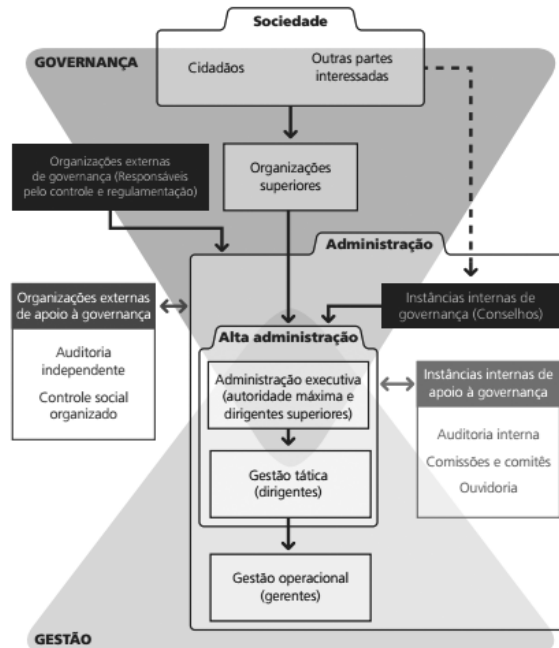 Sociedade
GOVERNANÇA
Cidadãos
Outras partes
interessadas
Organizações externas
de governança (Responsáveis
pelo controle e regulamentação)
Organizações
superiores
Administração
Organizações externas
de apoio à governança
Auditoria
independente
Controle social
organizado
Instâncias internas de
governança (Conselhos)
Alta administração
Administração executiva
(autoridade máxima e
dirigentes superiores)
Instâncias internas de
apoio à governança
Auditoria interna
Comissões e comitês
Ouvidoria
Gestão tática
(dirigentes)
Gestão operacional
(gerentes)
GESTÃO